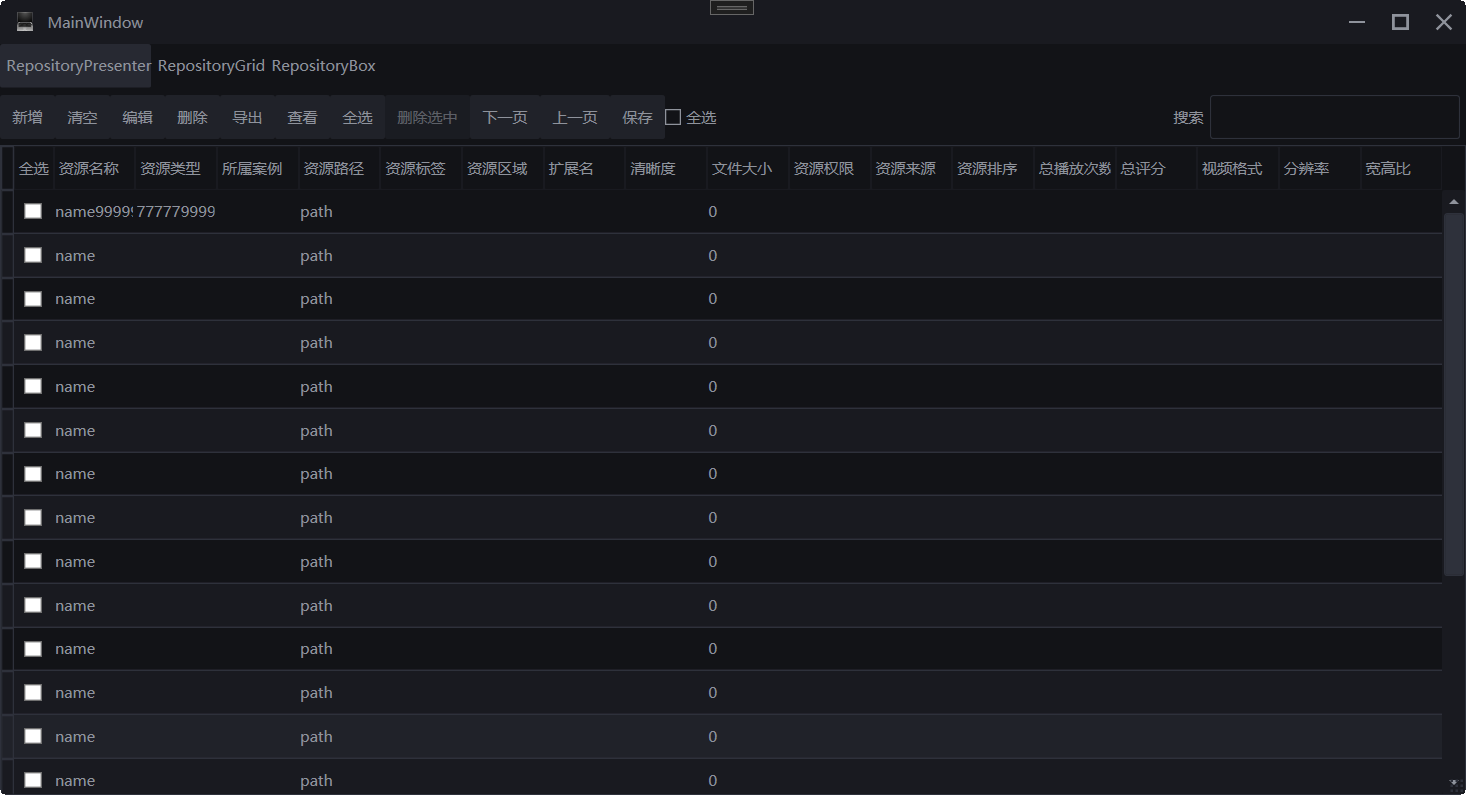 MainWindow
RepositoryPresenter RepositoryGrid RepositoryBox
新增 清空 编辑 删除 导出 查看 全选 删除选中 下一页 上一页 保存 全选 搜索
全选 资源名称 资源类型 所属案例 资源路径 资源标签 资源区域 扩展名 清晰度 文件大小 资源权限 资源来源 资源排序 总播放次数 总评分 视频格式 分辨率 宽高比
name9999 777779999 path 0
name path 0
name path 0
name path 0
name path 0
name path 0
name path 0
name path 0
name path 0
name path 0
name path 0
name path 0
name path 0
name path 0